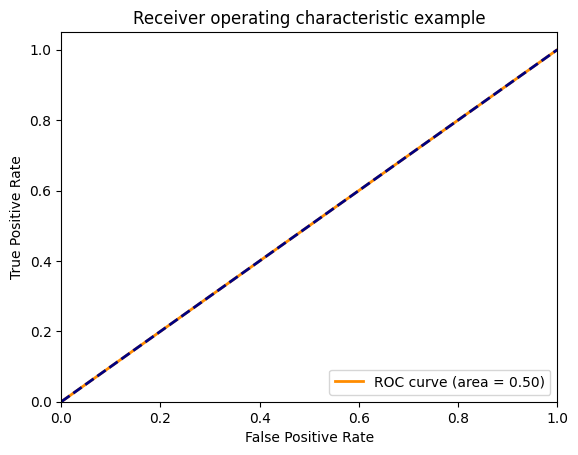 Receiver operating characteristic example
True Positive Rate
1.0
0.8
0.6
0.4
0.2
0.0
ROC curve (area = 0.50)
0.0 0.2 0.4 0.6 0.8 1.0
False Positive Rate